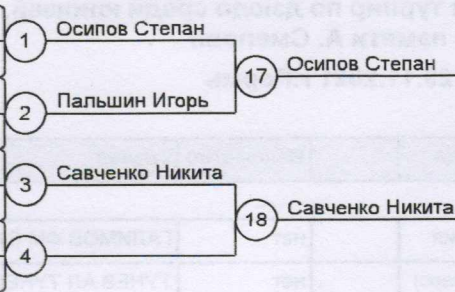 1 Осипов Степан
17 Осипов Степан
2 Пальшин Игорь
3 Савченко Никита
18 Савченко Никита
4